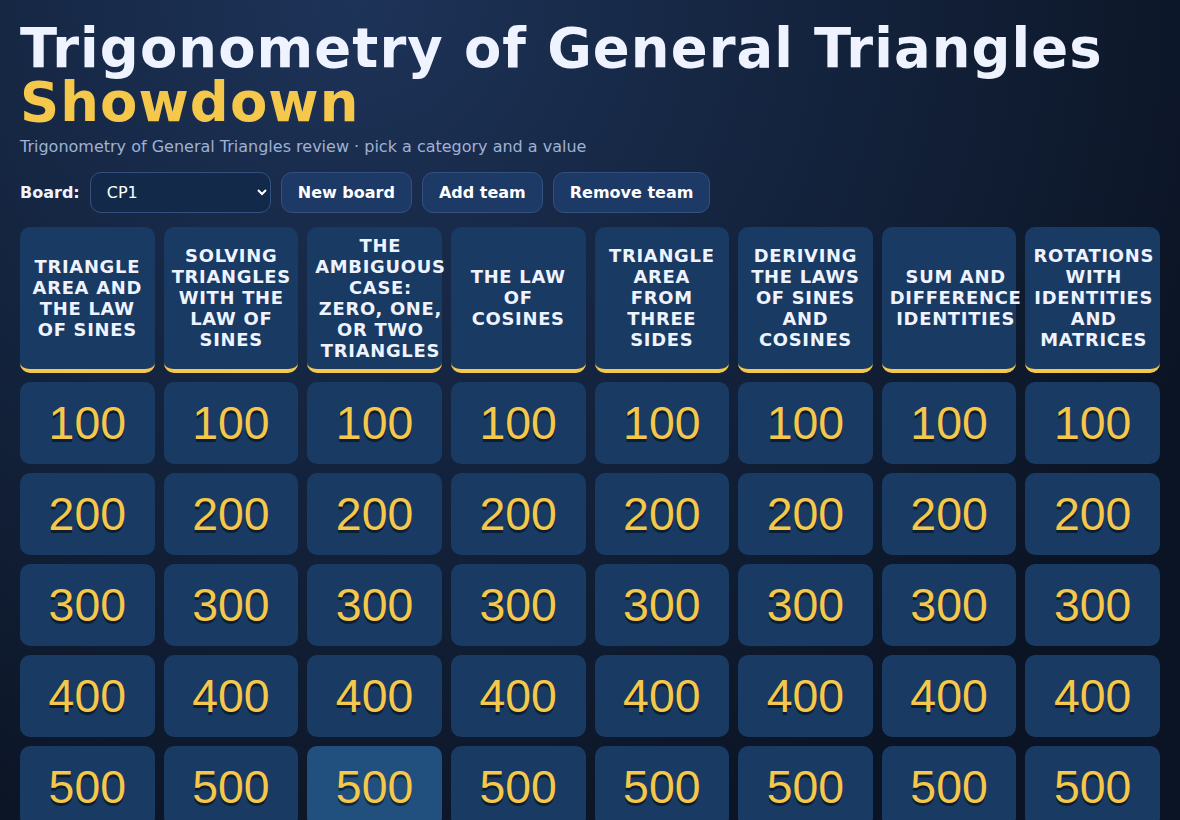 Trigonometry of General Triangles
Showdown
Trigonometry of General Triangles review · pick a category and a value
Board: CP1 New board Add team Remove team
TRIANGLE
AREA AND
THE LAW
OF SINES
SOLVING
TRIANGLES
WITH THE
LAW OF
SINES
THE
AMBIGUOUS
CASE:
ZERO, ONE,
OR TWO
TRIANGLES
THE LAW
OF
COSINES
TRIANGLE
AREA
FROM
THREE
SIDES
DERIVING
THE LAWS
OF SINES
AND
COSINES
SUM AND
DIFFERENCE
IDENTITIES
ROTATIONS
WITH
IDENTITIES
AND
MATRICES
100 100 100 100 100 100 100 100
200 200 200 200 200 200 200 200
300 300 300 300 300 300 300 300
400 400 400 400 400 400 400 400
500 500 500 500 500 500 500 500